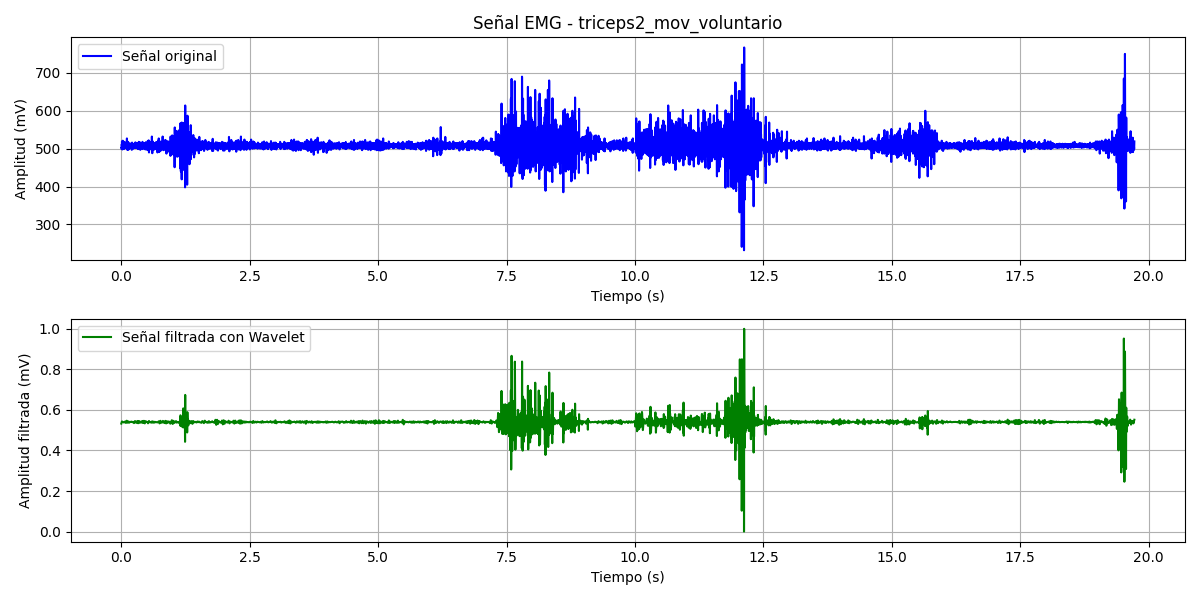 Señal EMG - triceps2_mov_voluntario
Señal original
Amplitud (mV)
700
600
500
400
300
0.0 2.5 5.0 7.5 10.0 12.5 15.0 17.5 20.0
Tiempo (s)
Señal filtrada con Wavelet
Amplitud filtrada (mV)
1.0
0.8
0.6
0.4
0.2
0.0
0.0 2.5 5.0 7.5 10.0 12.5 15.0 17.5 20.0
Tiempo (s)